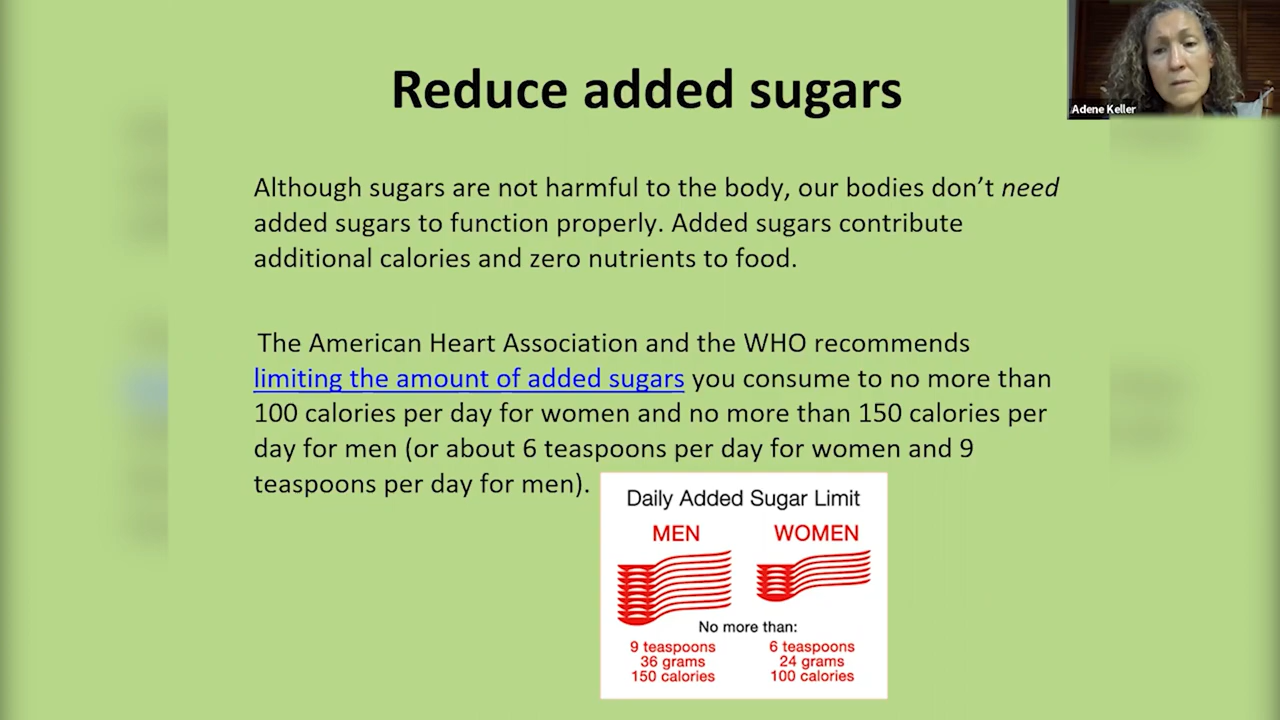 Reduce added sugars
Adene Keller
Although sugars are not harmful to the body, our bodies don’t need
added sugars to function properly. Added sugars contribute
additional calories and zero nutrients to food.
The American Heart Association and the WHO recommends
limiting the amount of added sugars you consume to no more than
100 calories per day for women and no more than 150 calories per
day for men (or about 6 teaspoons per day for women and 9
teaspoons per day for men).
Daily Added Sugar Limit
MEN WOMEN
No more than:
9 teaspoons 6 teaspoons
36 grams 24 grams
150 calories 100 calories